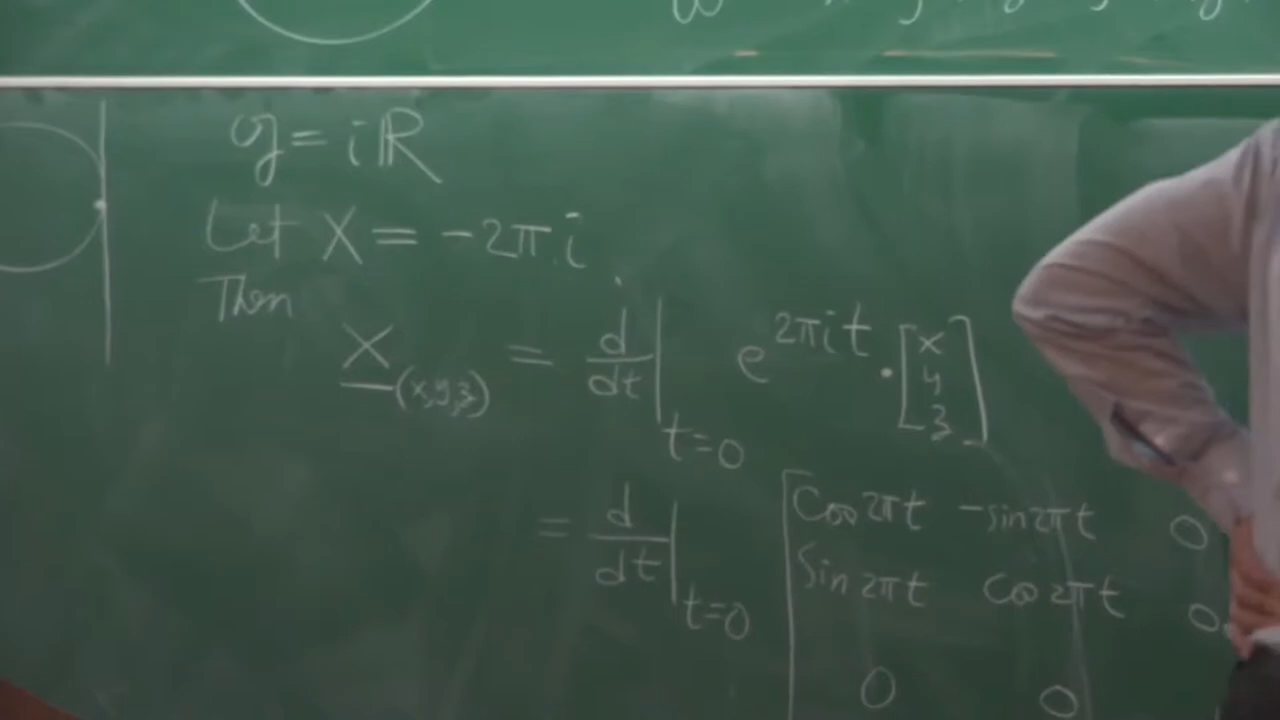 𝔤 = iℝ
Let X = -2π i
Then
X̲(x,y,z) = d/dt |t=0 e^{2πit} · [x y z]
= d/dt |t=0 [Cos 2πt -sin 2πt 0
Sin 2πt Cos 2πt 0
0 0